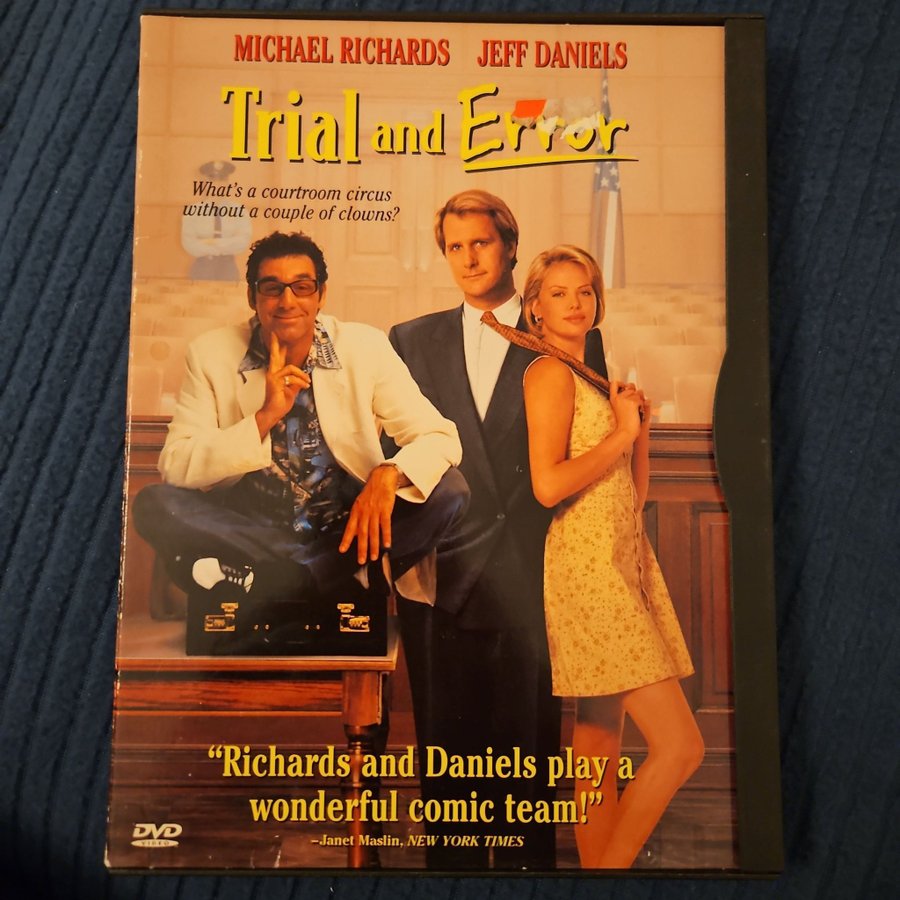 MICHAEL RICHARDS JEFF DANIELS
Trial and Error
What's a courtroom circus
without a couple of clowns?
"Richards and Daniels play a
wonderful comic team!"
–Janet Maslin, NEW YORK TIMES
DVD
VIDEO